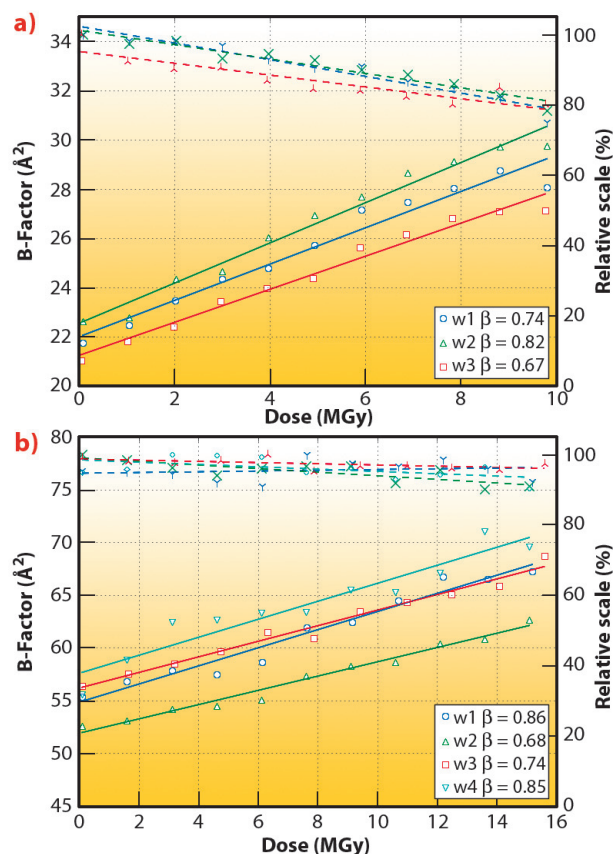 a)
34
32
30
28
26
24
22
20
B-Factor (Å²)
100
80
60
40
20
0
Relative scale (%)
w1 β = 0.74
w2 β = 0.82
w3 β = 0.67
0 2 4 6 8 10
Dose (MGy)
b)
80
75
70
65
60
55
50
45
B-Factor (Å²)
100
80
60
40
20
0
Relative scale (%)
w1 β = 0.86
w2 β = 0.68
w3 β = 0.74
w4 β = 0.85
0 2 4 6 8 10 12 14 16
Dose (MGy)